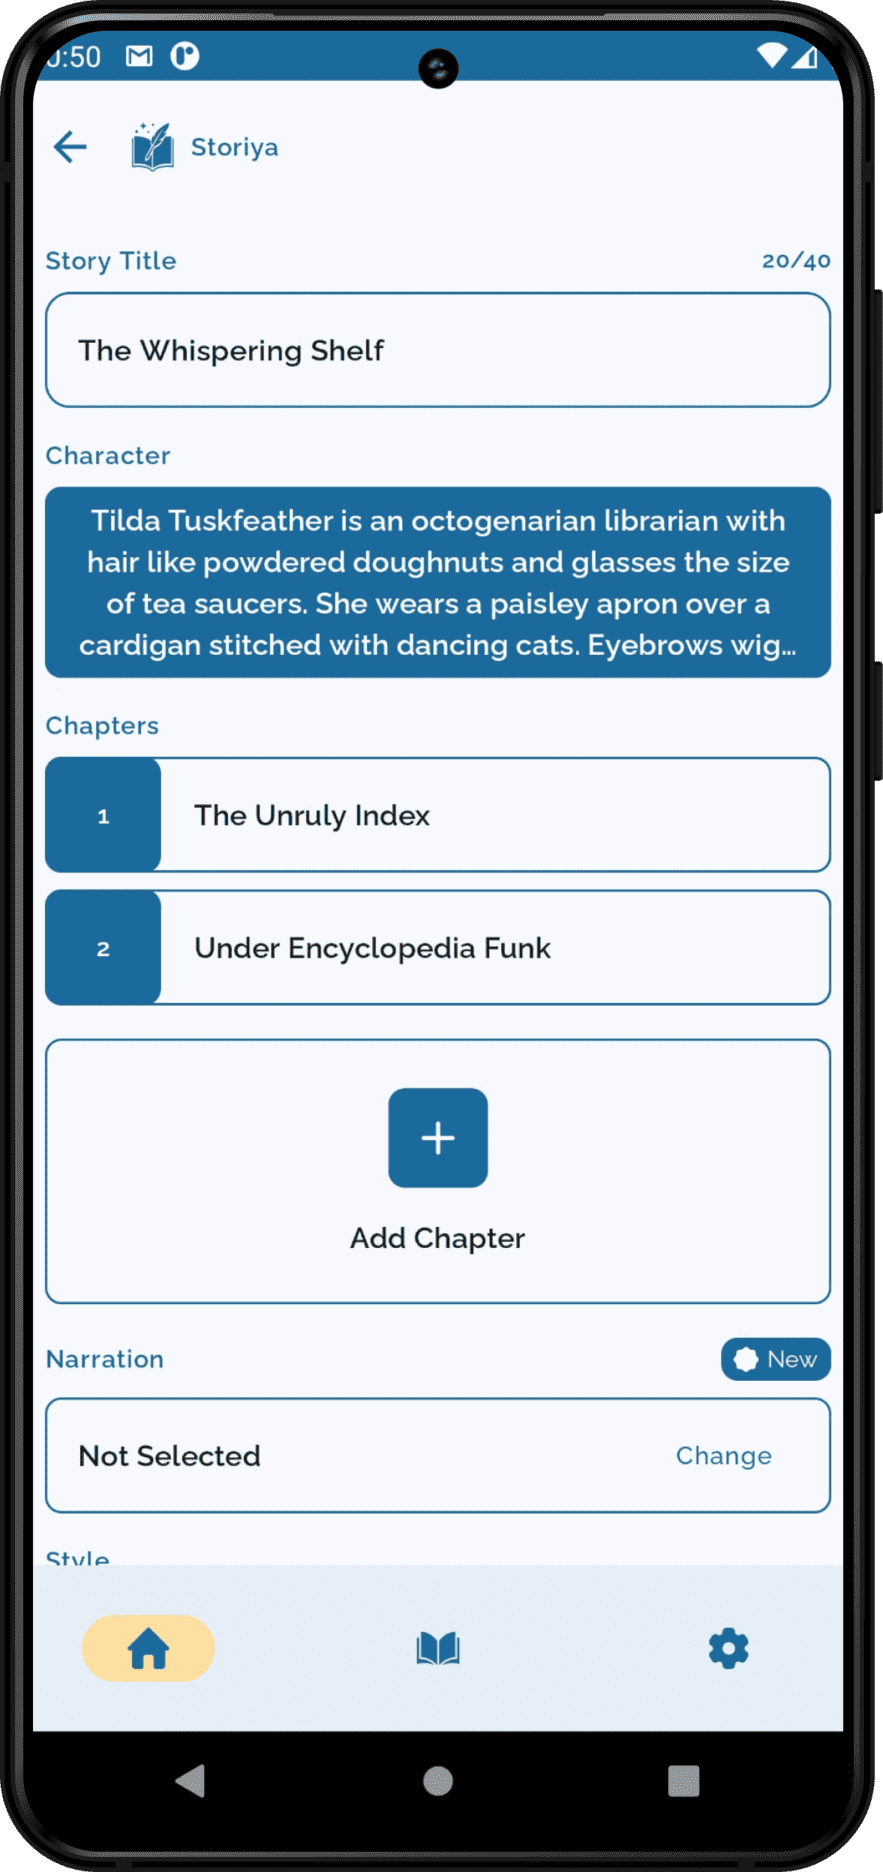 :50
Storiya
Story Title
20/40
The Whispering Shelf
Character
Tilda Tuskfeather is an octogenarian librarian with
hair like powdered doughnuts and glasses the size
of tea saucers. She wears a paisley apron over a
cardigan stitched with dancing cats. Eyebrows wig...
Chapters
1
The Unruly Index
2
Under Encyclopedia Funk
Add Chapter
Narration
New
Not Selected
Change
Style